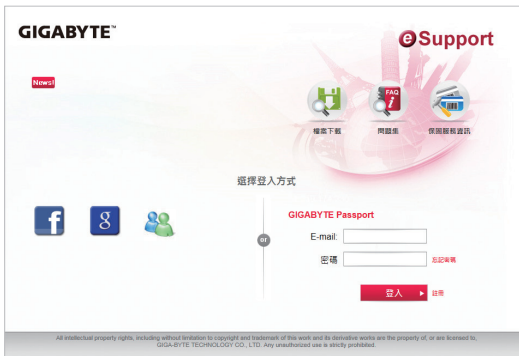 GIGABYTE™
eSupport
News!
FAQ
檔案下載
問題集
保固服務資訊
選擇登入方式
f
g
or
GIGABYTE Passport
E-mail:
密碼
忘記密碼
登入
註冊
All intellectual property rights, including without limitation to copyright and trademark of this work and its derivative works are the property of, or are licensed to,
GIGA-BYTE TECHNOLOGY CO., LTD. Any unauthorized use is strictly prohibited.